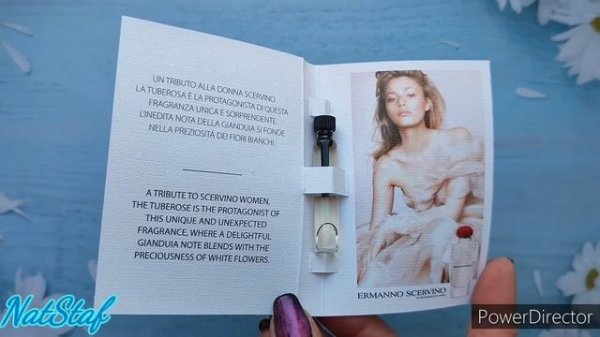 UN TRIBUTO ALLA DONNA SCERVINO.
LA TUBEROSA È LA PROTAGONISTA DI QUESTA
FRAGRANZA UNICA E SORPRENDENTE.
L'INEDITA NOTA DELLA GIANDUIA SI FONDE
NELLA PREZIOSITÀ DEI FIORI BIANCHI.
A TRIBUTE TO SCERVINO WOMEN.
THE TUBEROSE IS THE PROTAGONIST OF
THIS UNIQUE AND UNEXPECTED
FRAGRANCE, WHERE A DELIGHTFUL
GIANDUIA NOTE BLENDS WITH THE
PRECIOUSNESS OF WHITE FLOWERS.
ERMANNO SCERVINO
NatStaf
PowerDirector